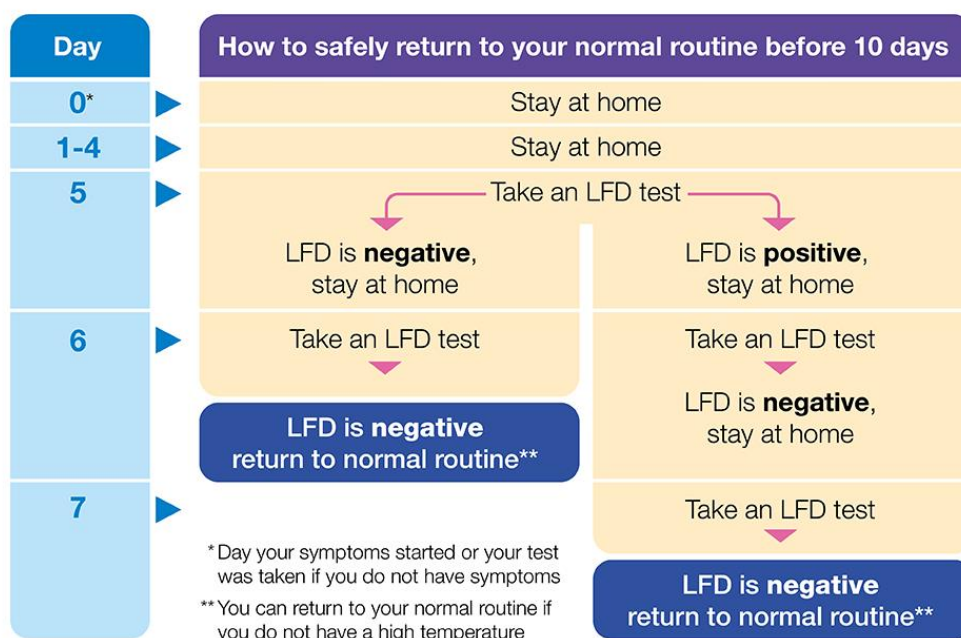 Day
How to safely return to your normal routine before 10 days
0*
Stay at home
1-4
Stay at home
5
Take an LFD test
LFD is negative,
stay at home
LFD is positive,
stay at home
6
Take an LFD test
LFD is negative
return to normal routine**
Take an LFD test
LFD is negative,
stay at home
7
Take an LFD test
LFD is negative
return to normal routine**
* Day your symptoms started or your test
was taken if you do not have symptoms
** You can return to your normal routine if
you do not have a high temperature